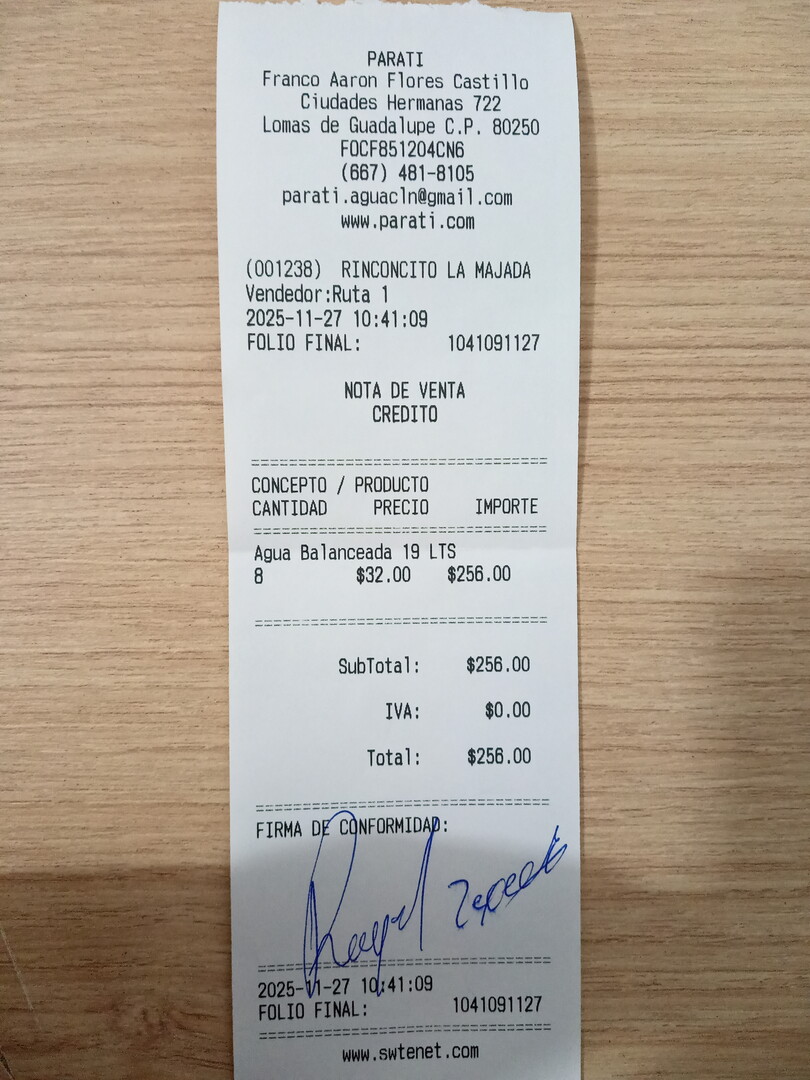 PARATI
Franco Aaron Flores Castillo
Ciudades Hermanas 722
Lomas de Guadalupe C.P. 80250
FOCF851204CN6
(667) 481-8105
parati.aguacln@gmail.com
www.parati.com
(001238) RINCONCITO LA MAJADA
Vendedor:Ruta 1
2025-11-27 10:41:09
FOLIO FINAL: 1041091127
NOTA DE VENTA
CREDITO
CONCEPTO / PRODUCTO
CANTIDAD PRECIO IMPORTE
Agua Balanceada 19 LTS
8 $32.00 $256.00
SubTotal: $256.00
IVA: $0.00
Total: $256.00
FIRMA DE CONFORMIDAD:
2025-11-27 10:41:09
FOLIO FINAL: 1041091127
www.swtenet.com